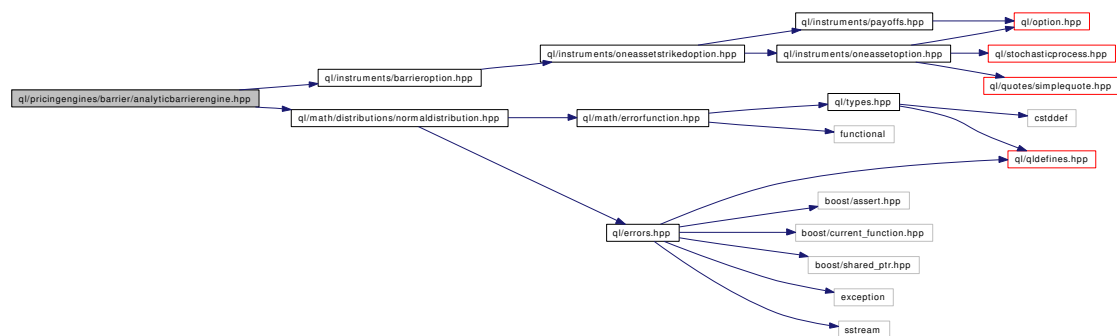 ql/instruments/payoffs.hpp
ql/option.hpp
ql/instruments/oneassetstrikedoption.hpp
ql/instruments/oneassetoption.hpp
ql/stochasticprocess.hpp
ql/instruments/barrieroption.hpp
ql/quotes/simplequote.hpp
ql/pricingengines/barrier/analyticbarrierengine.hpp
ql/types.hpp
ql/math/distributions/normaldistribution.hpp
ql/math/errorfunction.hpp
cstddef
functional
ql/qldefines.hpp
boost/assert.hpp
ql/errors.hpp
boost/current_function.hpp
boost/shared_ptr.hpp
exception
sstream